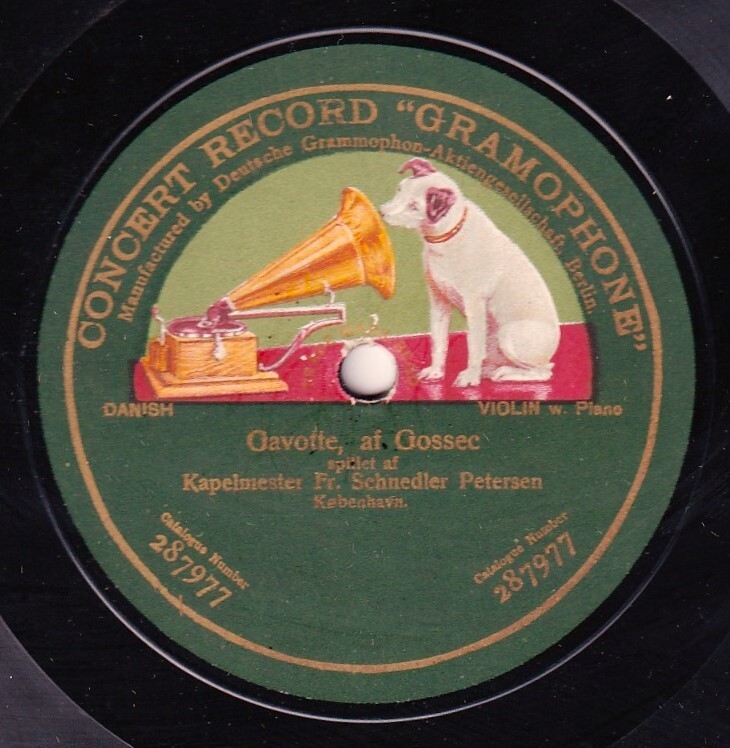 CONCERT RECORD "GRAMOPHONE"
Manufactured by Deutsche Grammophon-Aktiengesellschaft, Berlin.
DANISH
VIOLIN w. Piano
Gavotte, af Gossec
spillet af
Kapelmester Fr. Schnedler Petersen
København.
Catalogue Number
287977
Catalogue Number
287977